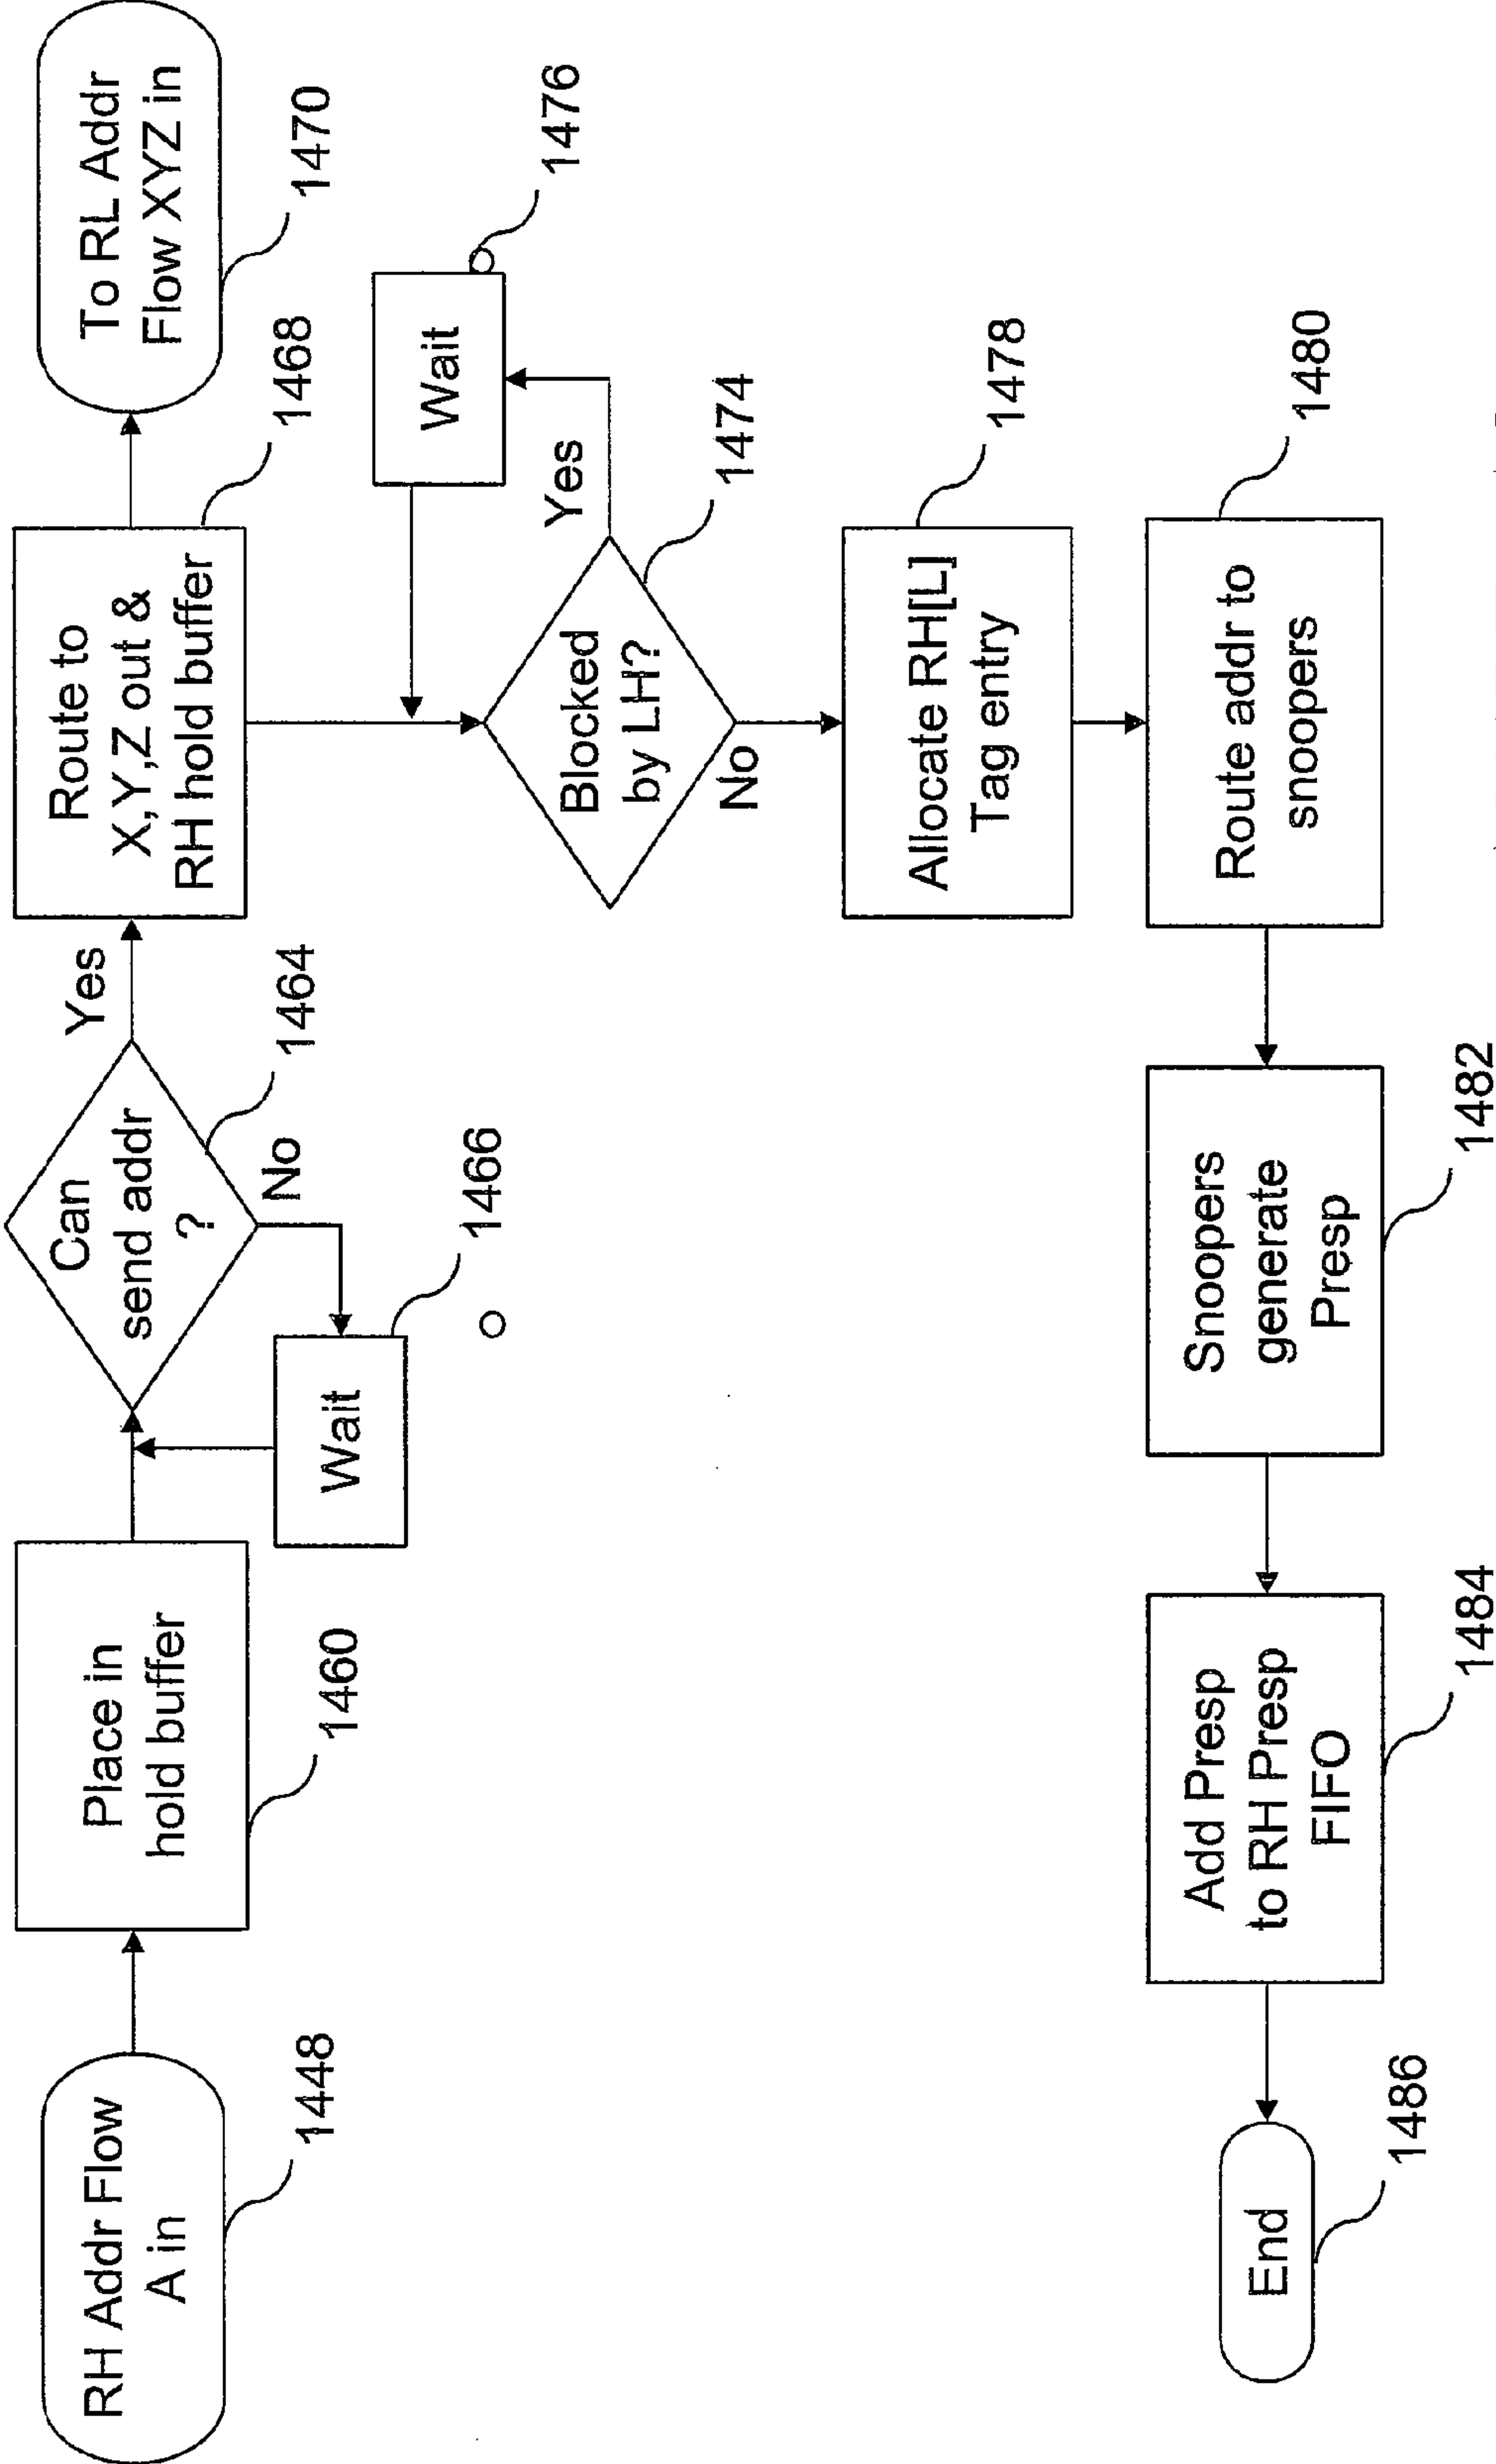 RH Addr Flow
A in
1448
Place in
hold buffer
1460
Can
send addr
?
1464
Yes
No
Wait
1466
Route to
X,Y,Z out &
RH hold buffer
1468
To RL Addr
Flow XYZ in
1470
Blocked
by LH?
1474
Yes
Wait
1476
No
Allocate RH[L]
Tag entry
1478
Route addr to
snoopers
1480
Snoopers
generate
Presp
1482
Add Presp
to RH Presp
FIFO
1484
End
1486